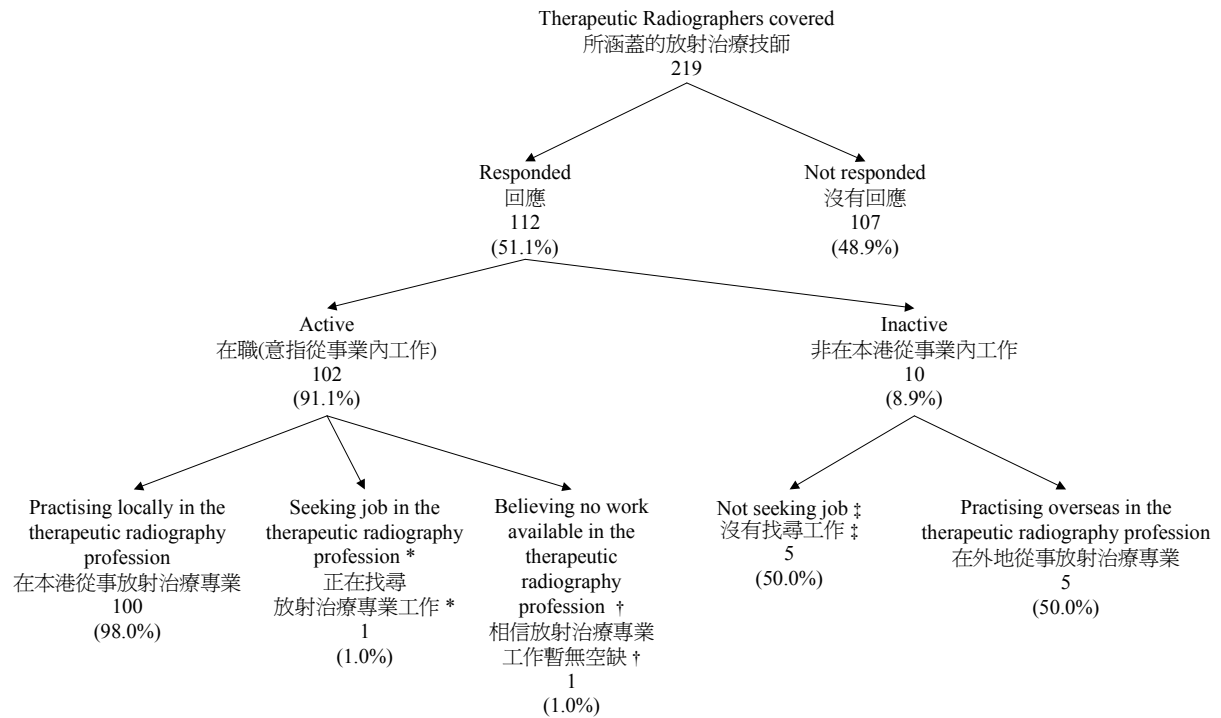 Therapeutic Radiographers covered
所涵蓋的放射治療技師
219
Responded
回應
112
(51.1%)
Not responded
沒有回應
107
(48.9%)
Active
在職(意指從事業內工作)
102
(91.1%)
Inactive
非在本港從事業內工作
10
(8.9%)
Practising locally in the
therapeutic radiography
profession
在本港從事放射治療專業
100
(98.0%)
Seeking job in the
therapeutic radiography
profession *
正在找尋
放射治療專業工作 *
1
(1.0%)
Believing no work
available in the
therapeutic
radiography
profession †
相信放射治療專業
工作暫無空缺 †
1
(1.0%)
Not seeking job ‡
沒有找尋工作 ‡
5
(50.0%)
Practising overseas in the
therapeutic radiography profession
在外地從事放射治療專業
5
(50.0%)